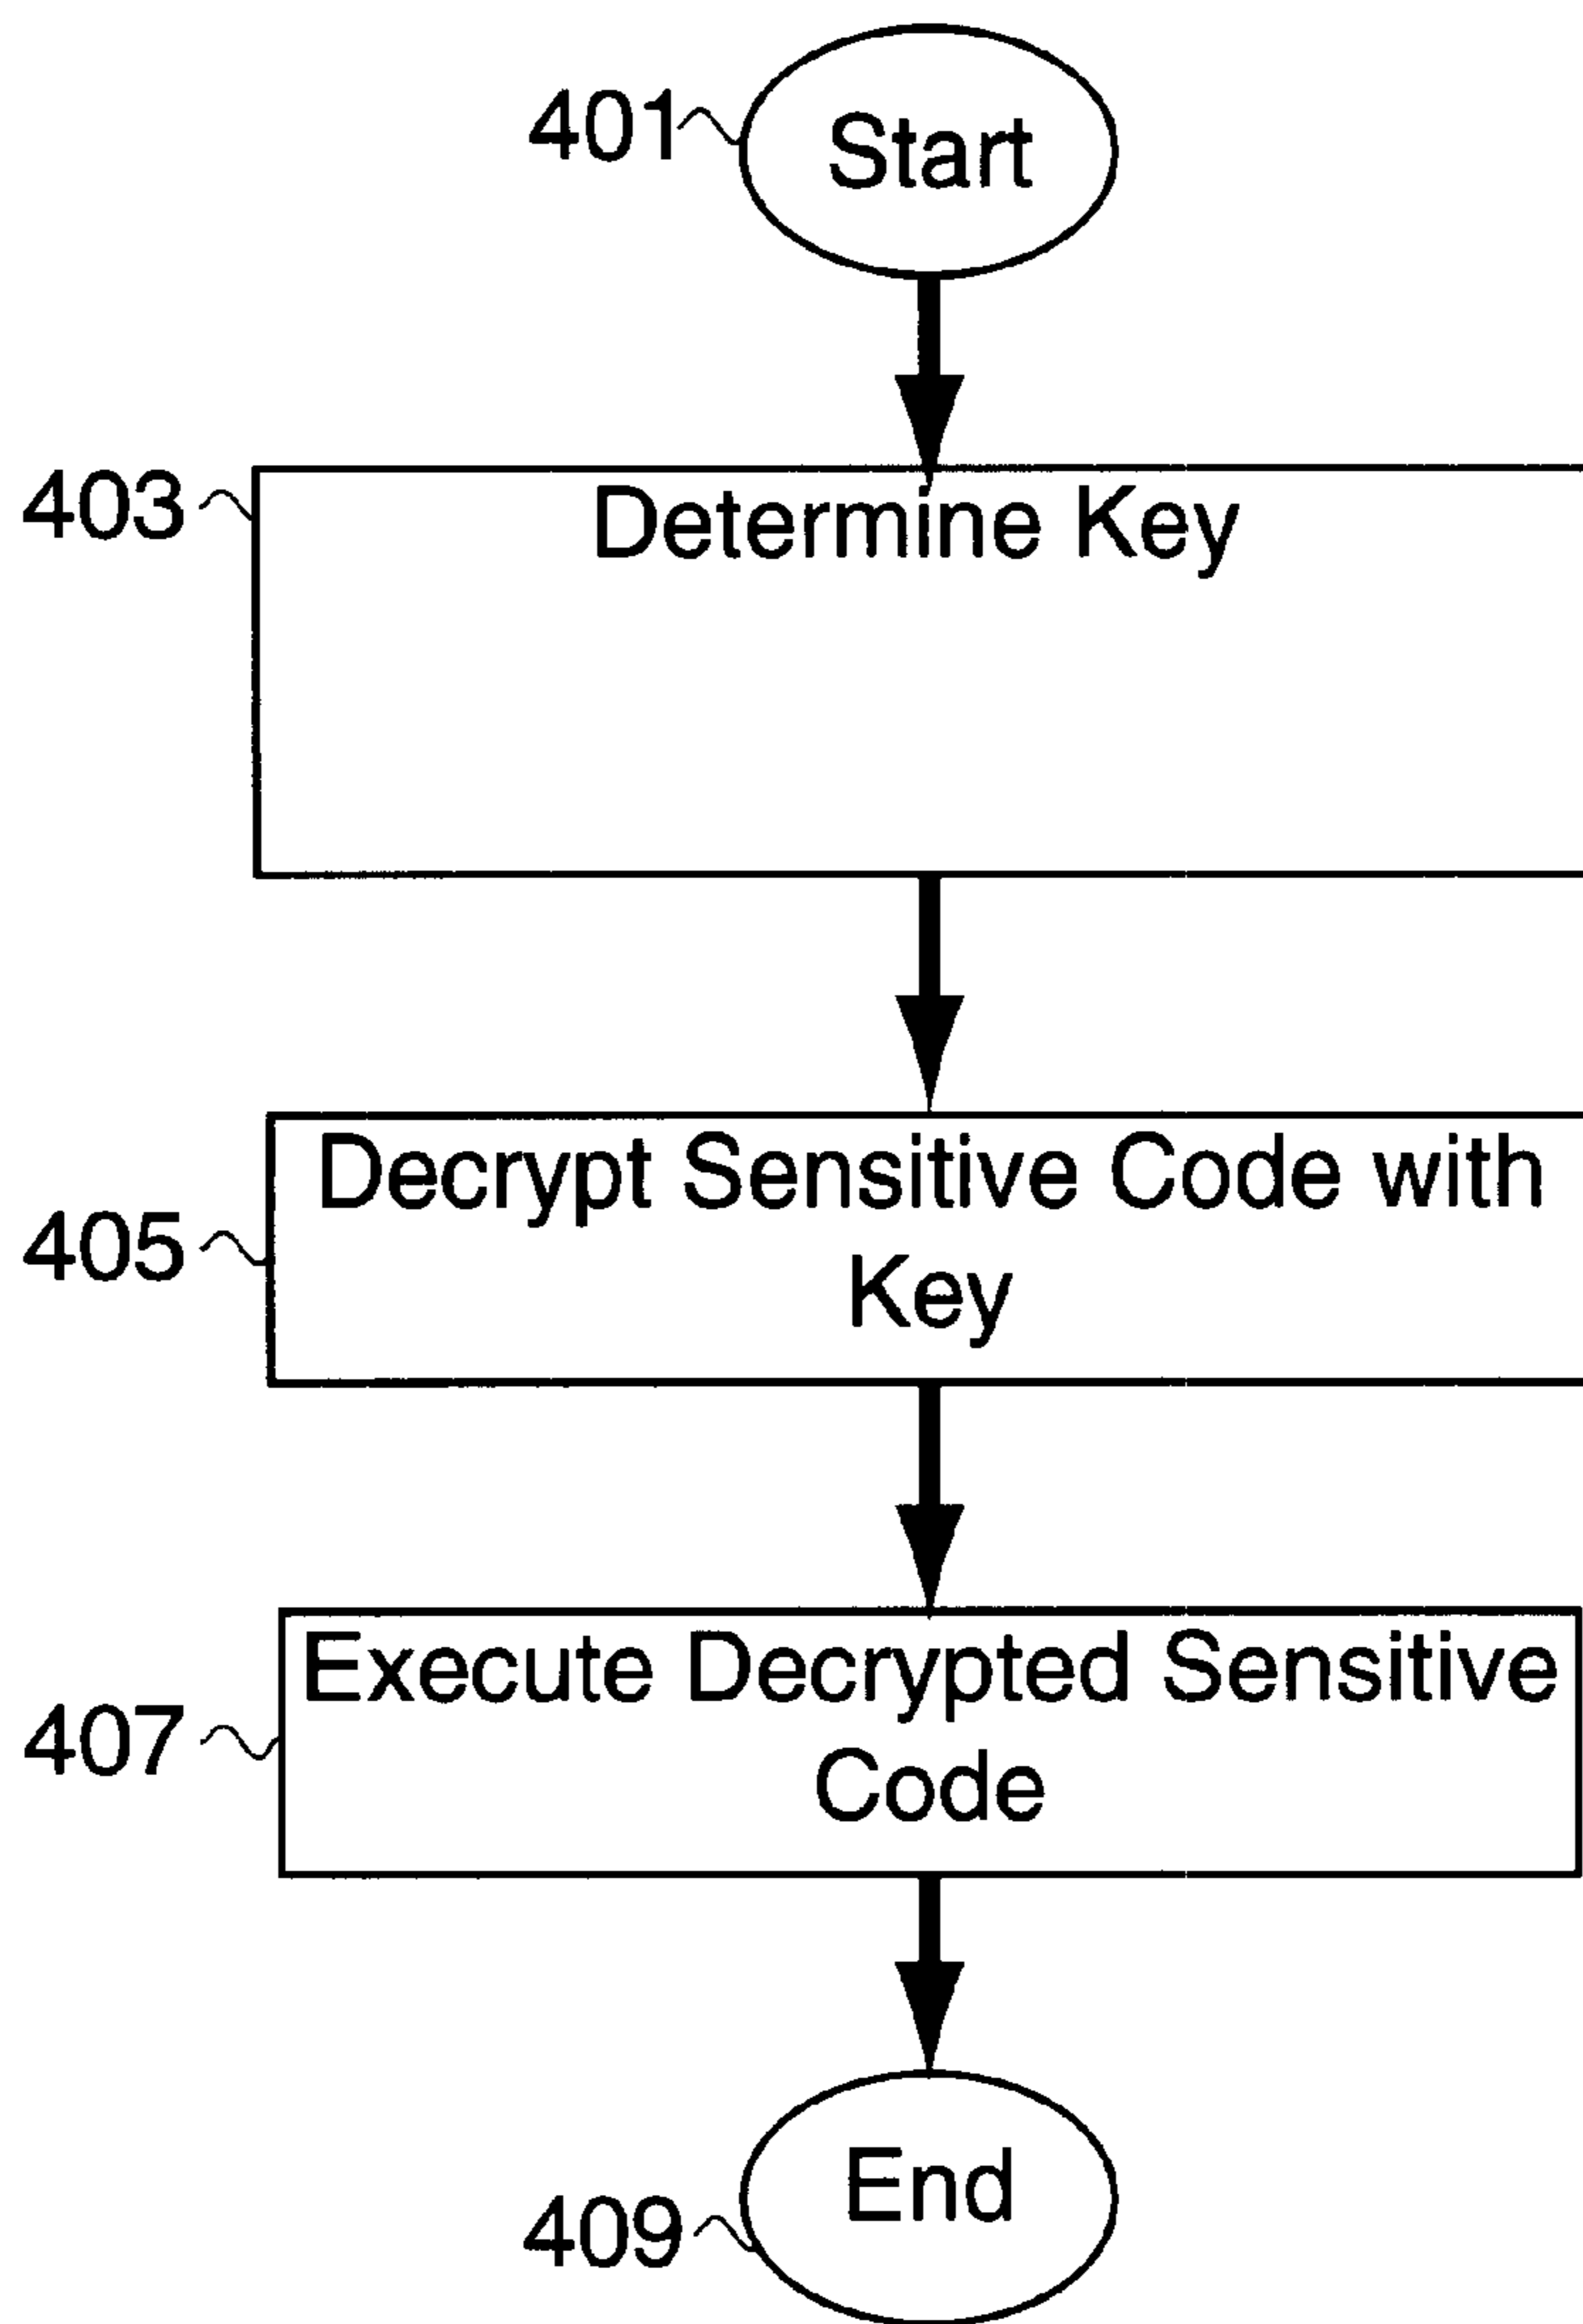 401
Start
403
Determine Key
405
Decrypt Sensitive Code with
Key
407
Execute Decrypted Sensitive
Code
409
End